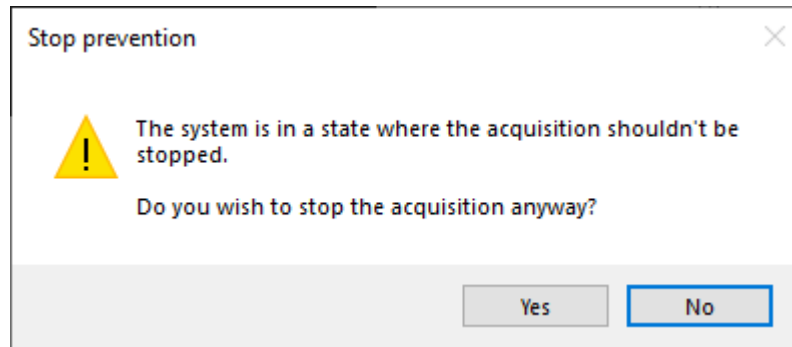 Stop prevention
The system is in a state where the acquisition shouldn't be
stopped.
Do you wish to stop the acquisition anyway?
Yes
No